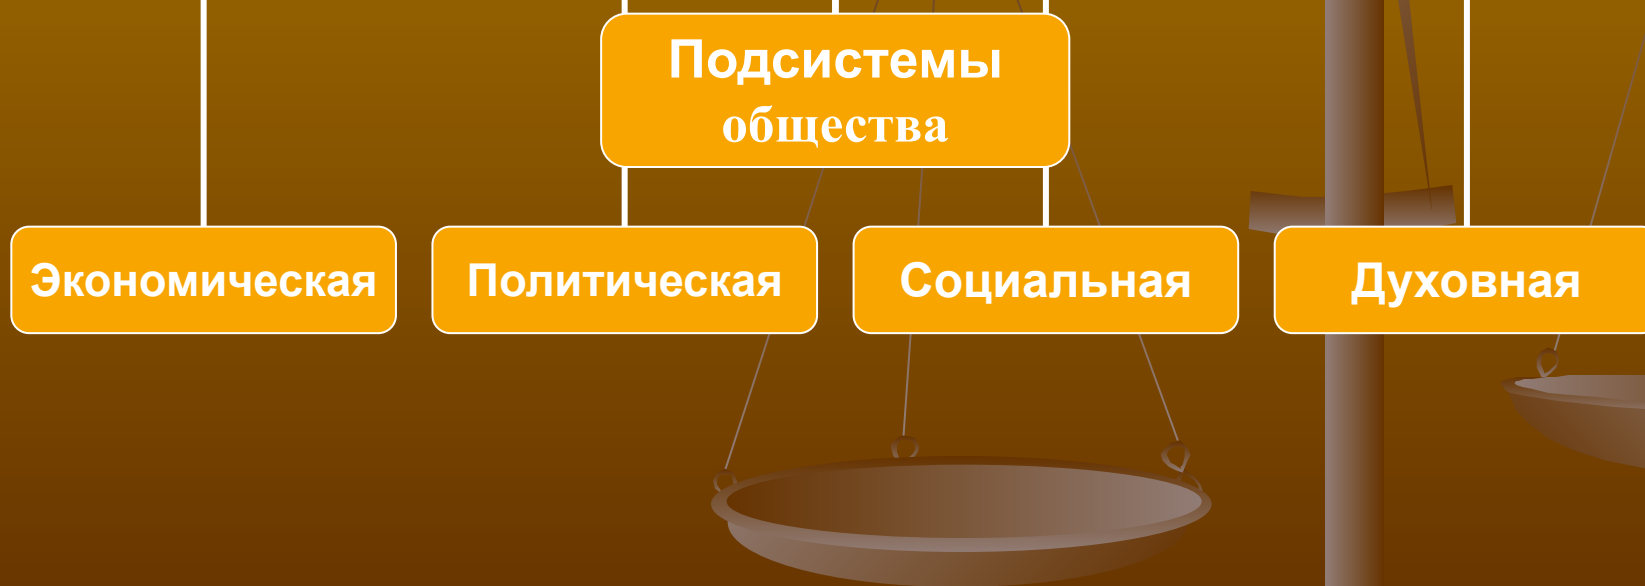 Подсистемы
общества
Экономическая
Политическая
Социальная
Духовная